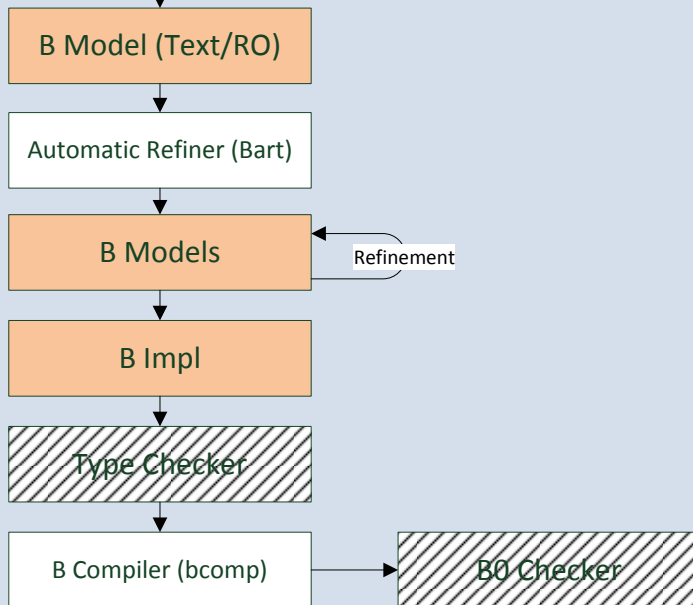 B Model (Text/RO)
Automatic Refiner (Bart)
B Models
Refinement
B Impl
Type Checker
B Compiler (bcomp)
B0 Checker